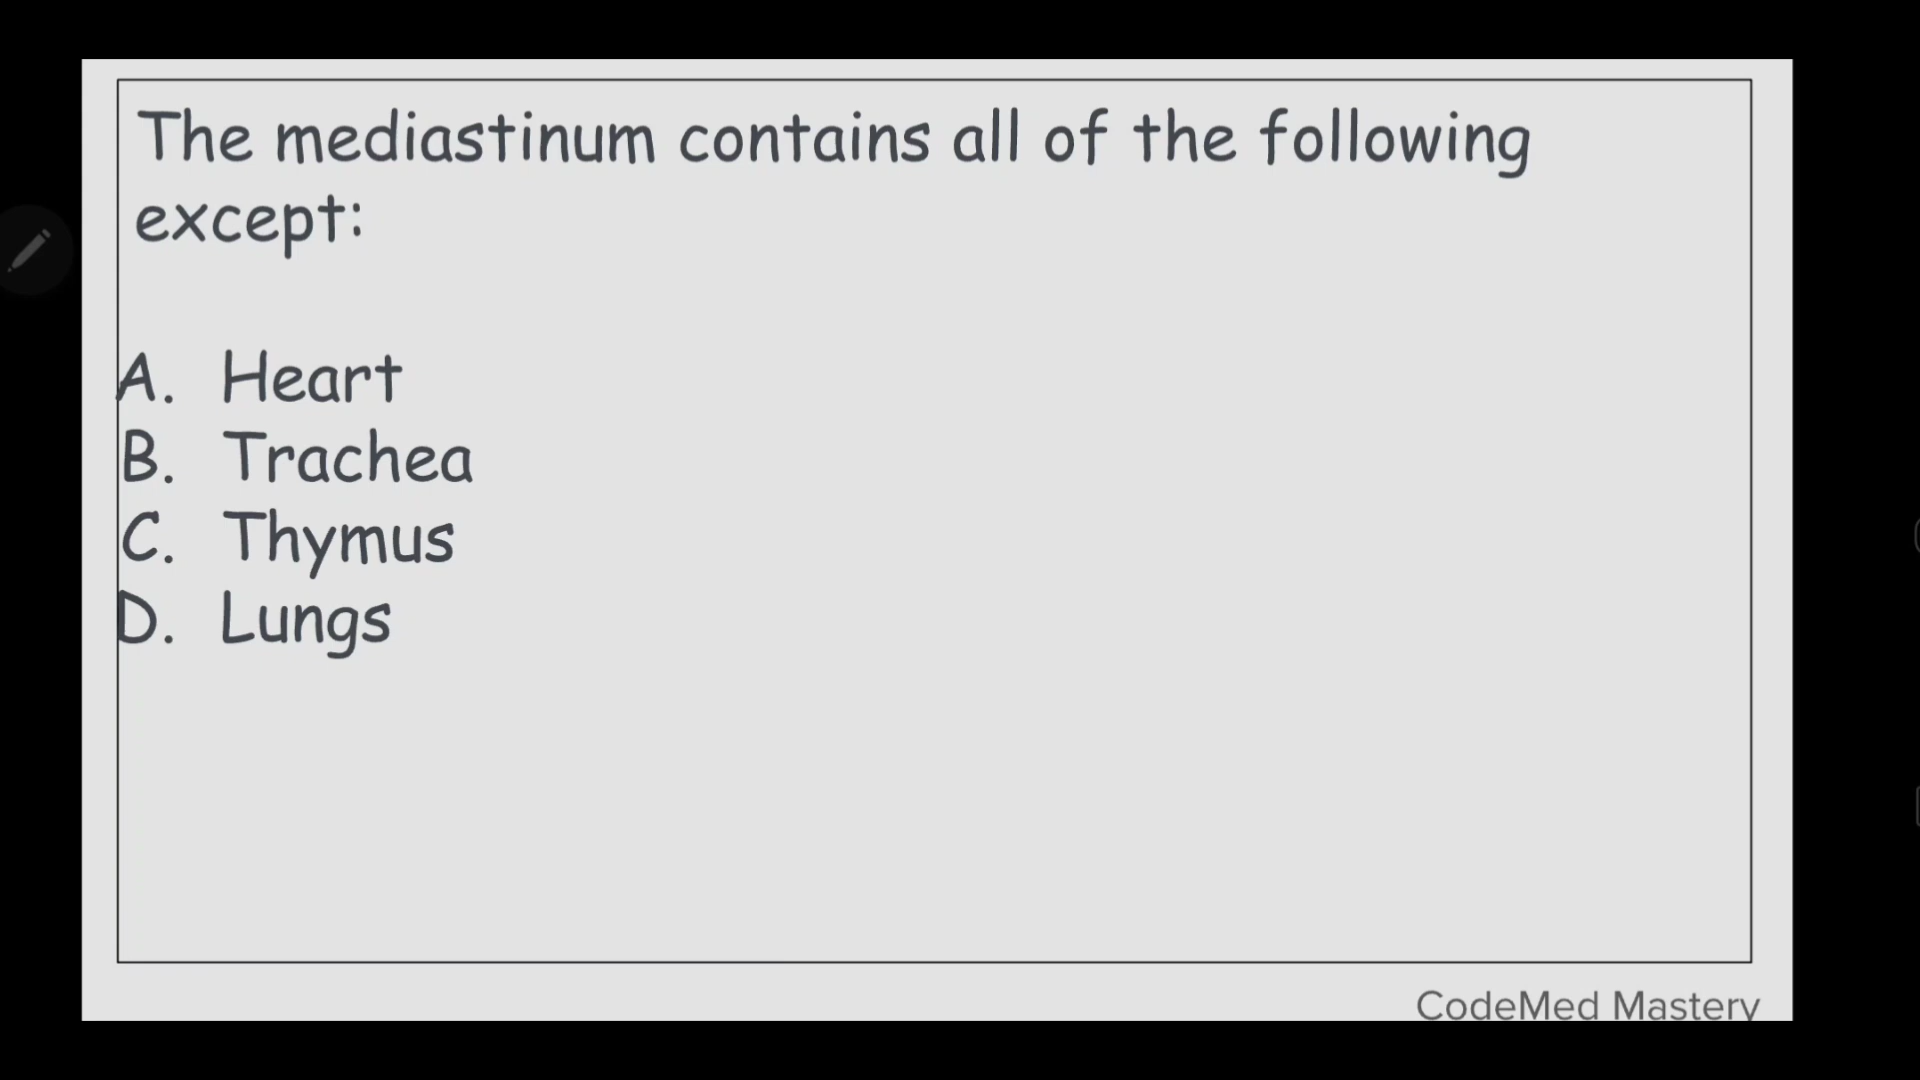 The mediastinum contains all of the following
except:
A. Heart
B. Trachea
C. Thymus
D. Lungs
CodeMed Mastery